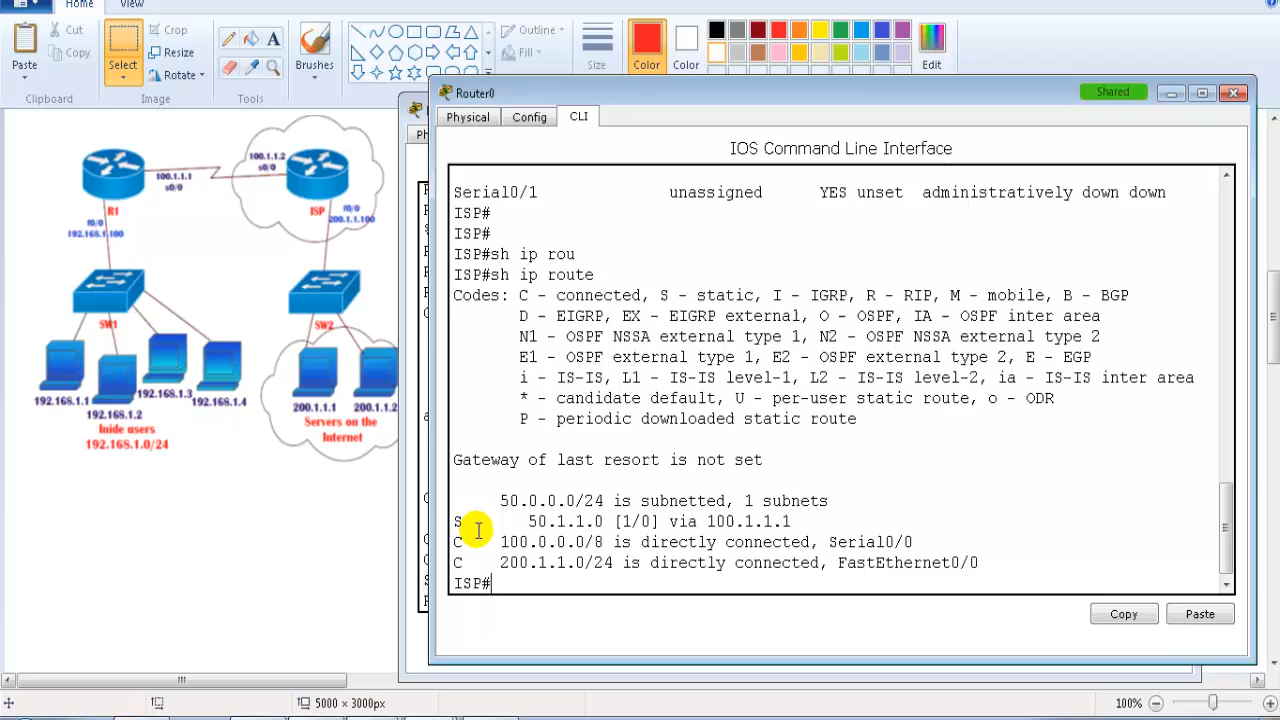 Home
View
Cut
Copy
Paste
Clipboard
Crop
Resize
Rotate
Select
Image
A
Tools
Brushes
Outline
Fill
Shapes
Size
Color
Color
Edit
Router0
Shared
Physical
Config
CLI
IOS Command Line Interface
Serial0/1 unassigned YES unset administratively down down
ISP#
ISP#
ISP#sh ip rou
ISP#sh ip route
Codes: C - connected, S - static, I - IGRP, R - RIP, M - mobile, B - BGP
D - EIGRP, EX - EIGRP external, O - OSPF, IA - OSPF inter area
N1 - OSPF NSSA external type 1, N2 - OSPF NSSA external type 2
E1 - OSPF external type 1, E2 - OSPF external type 2, E - EGP
i - IS-IS, L1 - IS-IS level-1, L2 - IS-IS level-2, ia - IS-IS inter area
* - candidate default, U - per-user static route, o - ODR
P - periodic downloaded static route
Gateway of last resort is not set
50.0.0.0/24 is subnetted, 1 subnets
S 50.1.1.0 [1/0] via 100.1.1.1
C 100.0.0.0/8 is directly connected, Serial0/0
C 200.1.1.0/24 is directly connected, FastEthernet0/0
ISP#
Copy
Paste
100.1.1.2
s0/0
100.1.1.1
s0/0
R1
ISP
f0/0
192.168.1.100
f0/0
200.1.1.100
SW1
SW2
192.168.1.1
192.168.1.2
192.168.1.3
192.168.1.4
Inide users
192.168.1.0/24
200.1.1.1
200.1.1.2
Servers on the
Internet
5000 × 3000px
100%